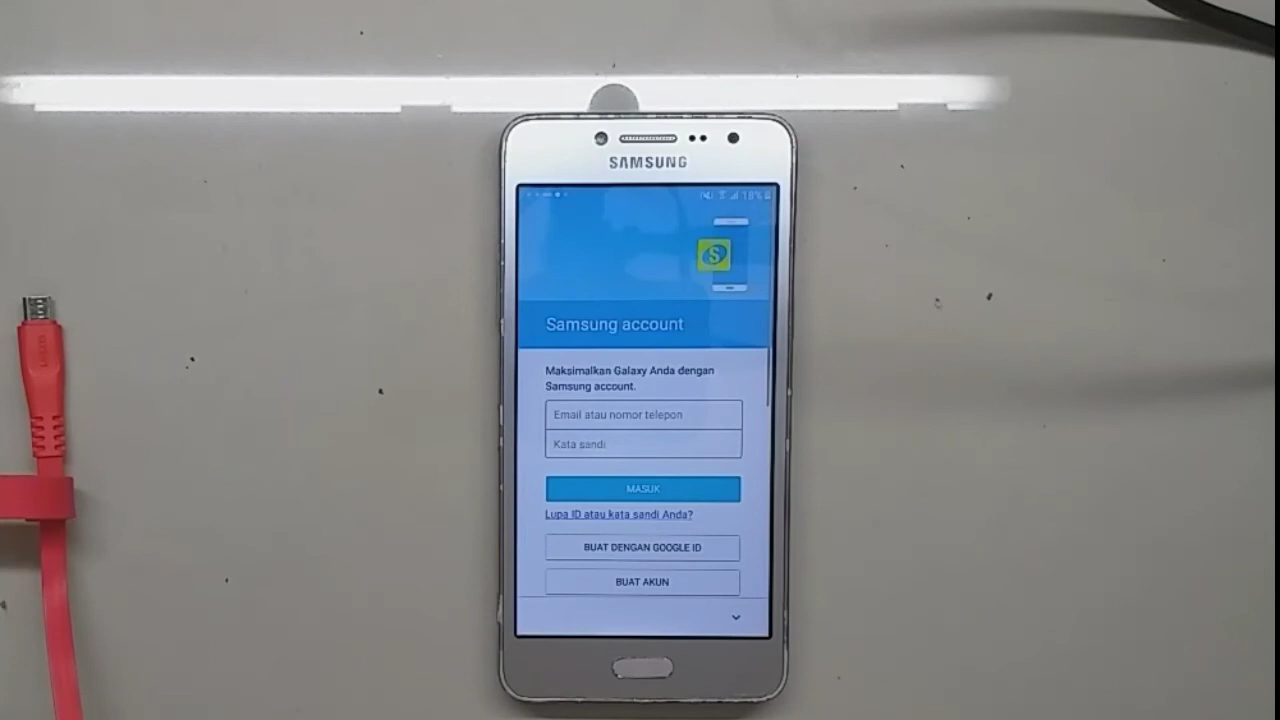 SAMSUNG
18%
S
Samsung account
Maksimalkan Galaxy Anda dengan
Samsung account.
Email atau nomor telepon
Kata sandi
MASUK
Lupa ID atau kata sandi Anda?
BUAT DENGAN GOOGLE ID
BUAT AKUN